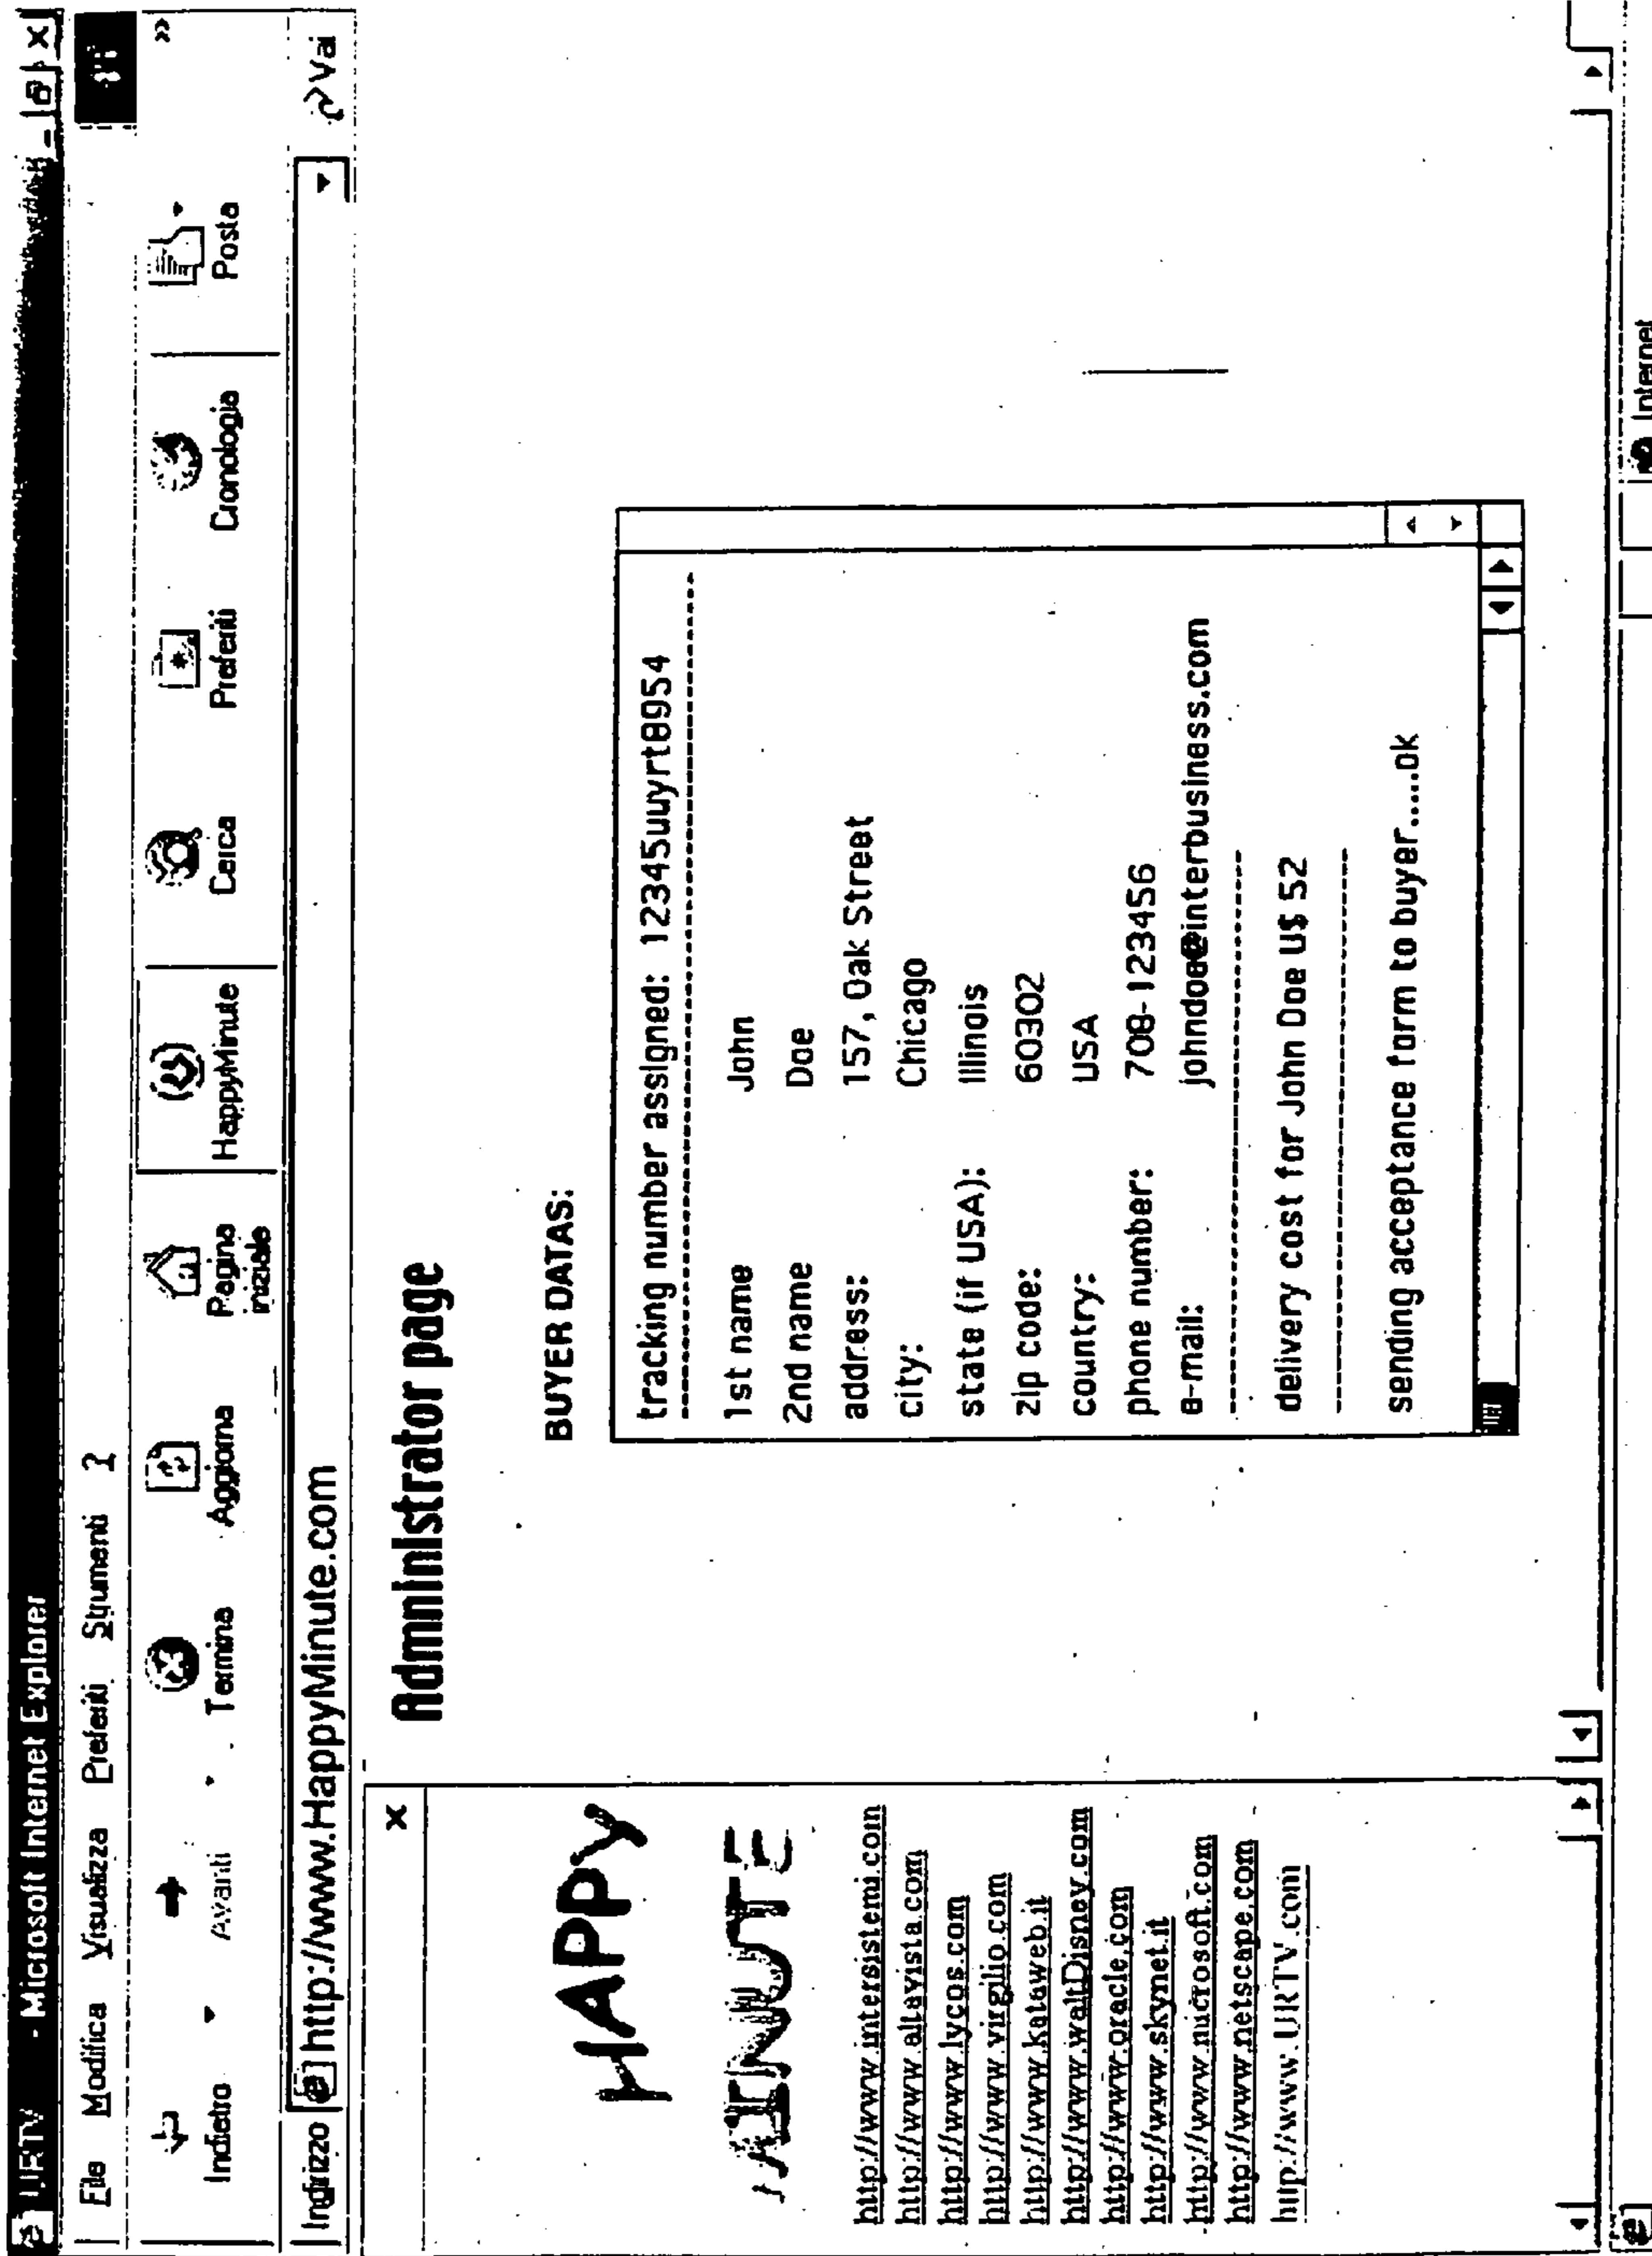 URTV - Microsoft Internet Explorer
File Modifica Visualizza Preferiti Strumenti ?
Indietro Avanti Termina Aggiorna Pagina iniziale HappyMinute Cerca Preferiti Cronologia Posta »
Indirizzo http://www.HappyMinute.com Vai
x
HAPPY
MINUTE
http://www.intersistemi.com
http://www.altavista.com
http://www.lycos.com
http://www.virgilio.com
http://www.kataweb.it
http://www.waltDisney.com
http://www.oracle.com
http://www.skynet.it
http://www.microsoft.com
http://www.netscape.com
http://www.URTV.com
Administrator page
BUYER DATAS:
tracking number assigned: 12345uuyrt0954
1st name John
2nd name Doe
address: 157, Oak Street
city: Chicago
state (if USA): Illinois
zip code: 60302
country: USA
phone number: 708-123456
e-mail: johndoe@interbusiness.com
delivery cost for John Doe U$ 52
sending acceptance form to buyer.....ok
Internet